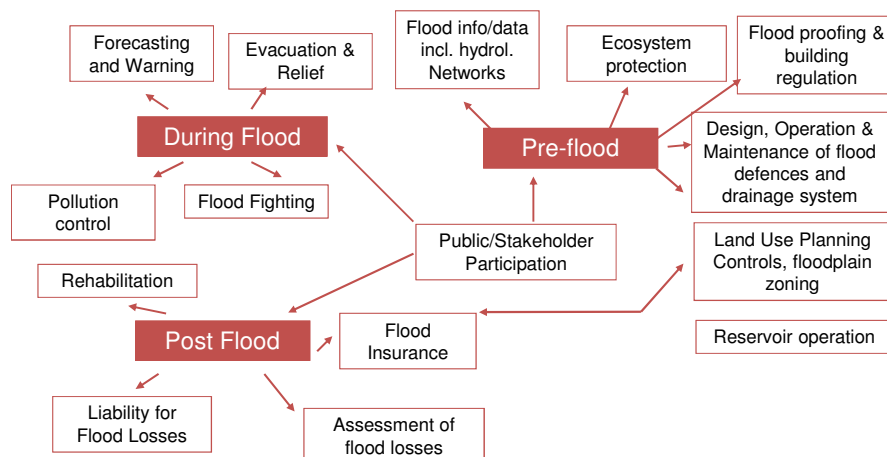 Forecasting
and Warning
Evacuation &
Relief
Flood info/data
incl. hydrol.
Networks
Ecosystem
protection
Flood proofing &
building
regulation
During Flood
Pre-flood
Design, Operation &
Maintenance of flood
defences and
drainage system
Pollution
control
Flood Fighting
Public/Stakeholder
Participation
Land Use Planning
Controls, floodplain
zoning
Rehabilitation
Post Flood
Flood
Insurance
Reservoir operation
Liability for
Flood Losses
Assessment of
flood losses